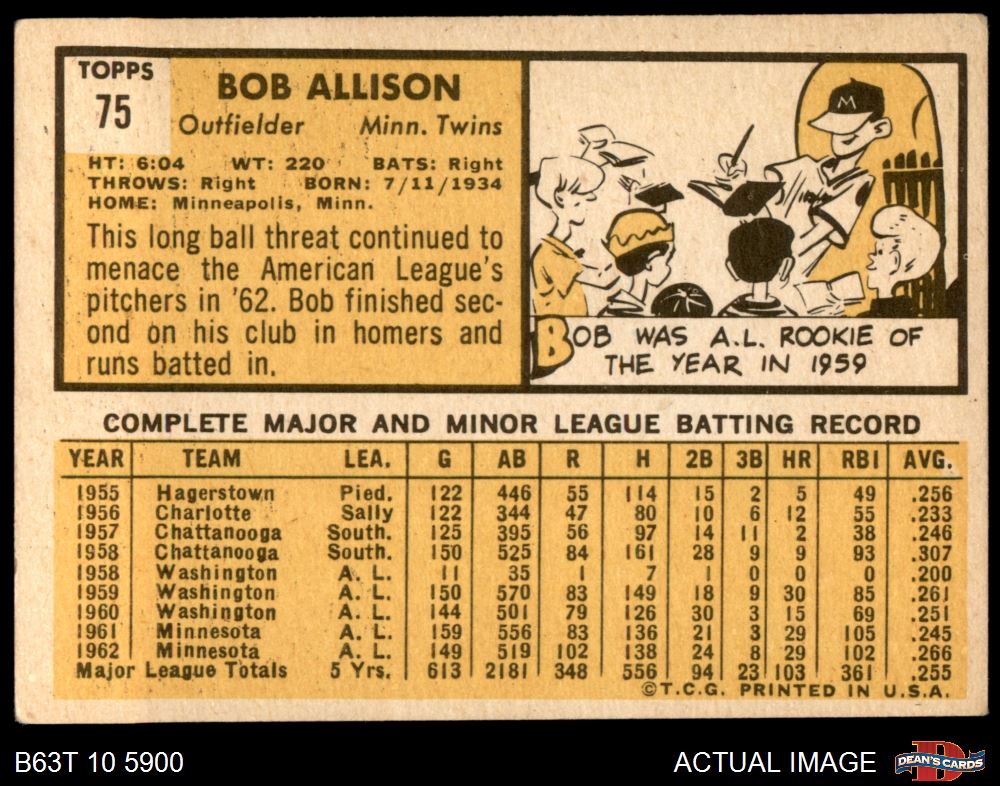 TOPPS
75
BOB ALLISON
Outfielder Minn. Twins
HT: 6:04 WT: 220 BATS: Right
THROWS: Right BORN: 7/11/1934
HOME: Minneapolis, Minn.
This long ball threat continued to
menace the American League's
pitchers in '62. Bob finished sec-
ond on his club in homers and
runs batted in.
M
BOB WAS A.L. ROOKIE OF
THE YEAR IN 1959
COMPLETE MAJOR AND MINOR LEAGUE BATTING RECORD
YEAR TEAM LEA. G AB R H 2B 3B HR RBI AVG.
1955 Hagerstown Pied. 122 446 55 114 15 2 5 49 .256
1956 Charlotte Sally 122 344 47 80 10 6 12 55 .233
1957 Chattanooga South. 125 395 56 97 14 11 2 38 .246
1958 Chattanooga South. 150 525 84 161 28 9 9 93 .307
1958 Washington A. L. 11 35 1 7 1 0 0 0 .200
1959 Washington A. L. 150 570 83 149 18 9 30 85 .261
1960 Washington A. L. 144 501 79 126 30 3 15 69 .251
1961 Minnesota A. L. 159 556 83 136 21 3 29 105 .245
1962 Minnesota A. L. 149 519 102 138 24 8 29 102 .266
Major League Totals 5 Yrs. 613 2181 348 556 94 23 103 361 .255
©T.C.G. PRINTED IN U.S.A.
B63T 10 5900 ACTUAL IMAGE DEAN'S CARDS